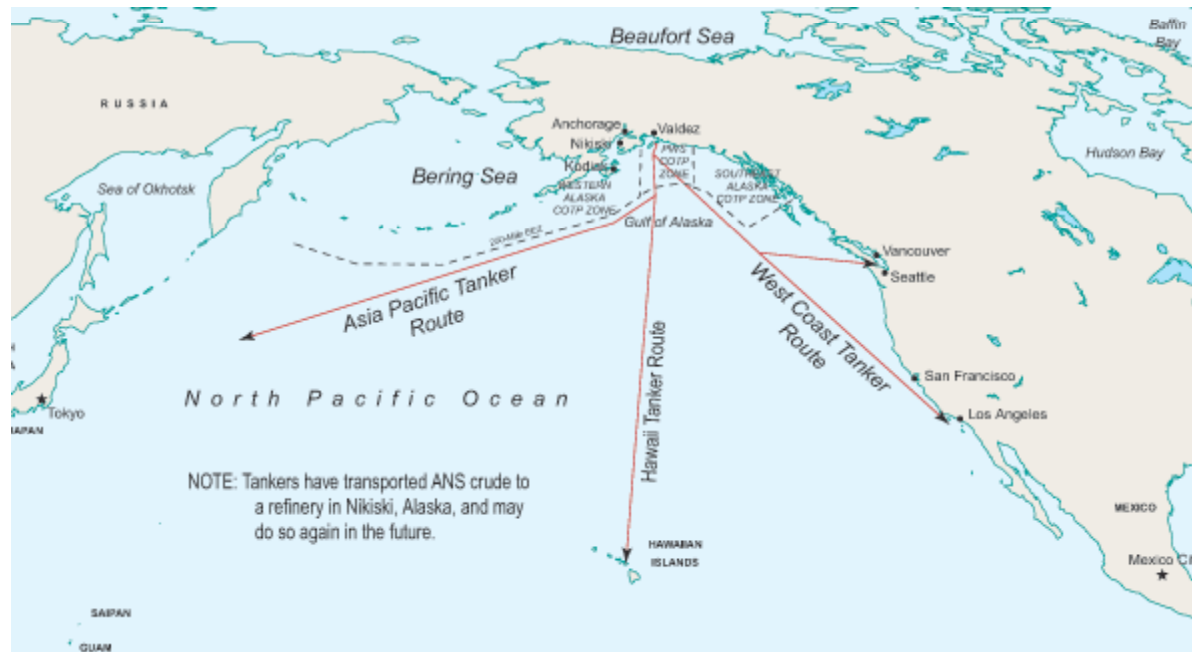 Beaufort Sea
Baffin
Bay
RUSSIA
Anchorage
Valdez
Nikiski
PWS
COTP
ZONE
Hudson Bay
Kodiak
Bering Sea
Sea of Okhotsk
WESTERN
ALASKA
COTP ZONE
SOUTHEAST
ALASKA
COTP ZONE
Gulf of Alaska
200-Mile EEZ
Vancouver
Seattle
Asia Pacific Tanker
Route
West Coast Tanker
Route
Hawaii Tanker Route
San Francisco
North Pacific Ocean
Tokyo
Los Angeles
JAPAN
NOTE: Tankers have transported ANS crude to
a refinery in Nikiski, Alaska, and may
do so again in the future.
MEXICO
HAWAIIAN
ISLANDS
Mexico Ci
SAIPAN
GUAM